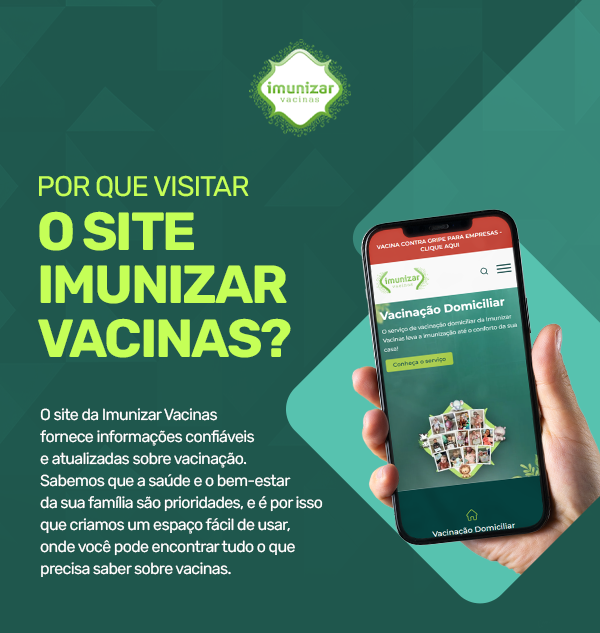 imunizar
vacinas
POR QUE VISITAR
O SITE
IMUNIZAR
VACINAS?
O site da Imunizar Vacinas
fornece informações confiáveis
e atualizadas sobre vacinação.
Sabemos que a saúde e o bem-estar
da sua família são prioridades, e é por isso
que criamos um espaço fácil de usar,
onde você pode encontrar tudo o que
precisa saber sobre vacinas.
VACINA CONTRA GRIPE PARA EMPRESAS -
CLIQUE AQUI
imunizar
vacinas
Vacinação Domiciliar
O serviço de vacinação domiciliar da Imunizar
Vacinas leva a imunização até o conforto da sua
casa!
Conheça o serviço
Vacinação Domiciliar